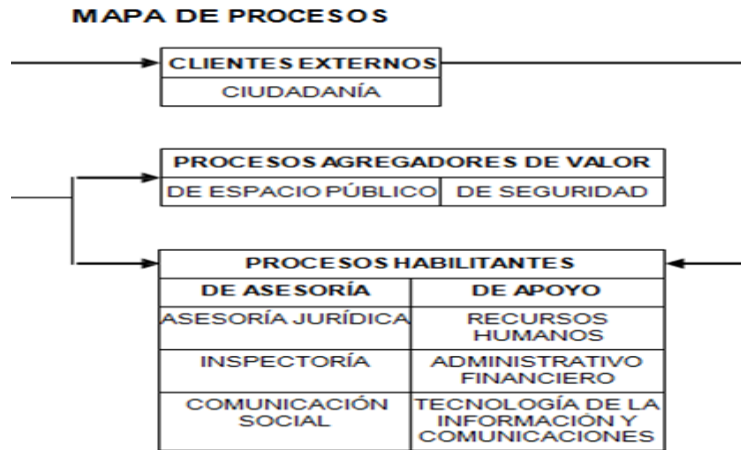 MAPA DE PROCESOS
CLIENTES EXTERNOS
CIUDADANÍA
PROCESOS AGREGADORES DE VALOR
DE ESPACIO PÚBLICO DE SEGURIDAD
PROCESOS HABILITANTES
DE ASESORÍA DE APOYO
ASESORÍA JURÍDICA
RECURSOS
HUMANOS
INSPECTORÍA
ADMINISTRATIVO
FINANCIERO
COMUNICACIÓN
SOCIAL
TECNOLOGÍA DE LA
INFORMACIÓN Y
COMUNICACIONES